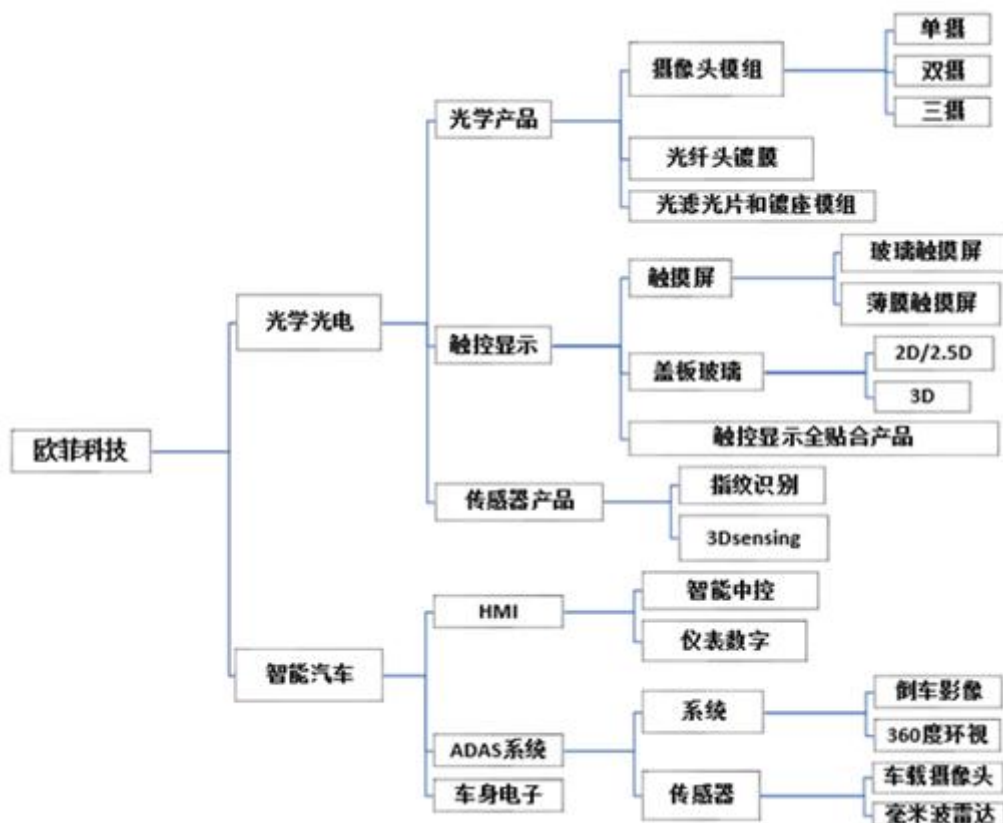 单摄
摄像头模组
双摄
三摄
光学产品
光纤头镀膜
光滤光片和镀座模组
玻璃触摸屏
触摸屏
薄膜触摸屏
光学光电
触控显示
2D/2.5D
盖板玻璃
3D
触控显示全贴合产品
欧菲科技
指纹识别
传感器产品
3Dsensing
智能中控
HMI
仪表数字
智能汽车
倒车影像
系统
360度环视
ADAS系统
车载摄像头
车身电子
传感器
毫米波雷达